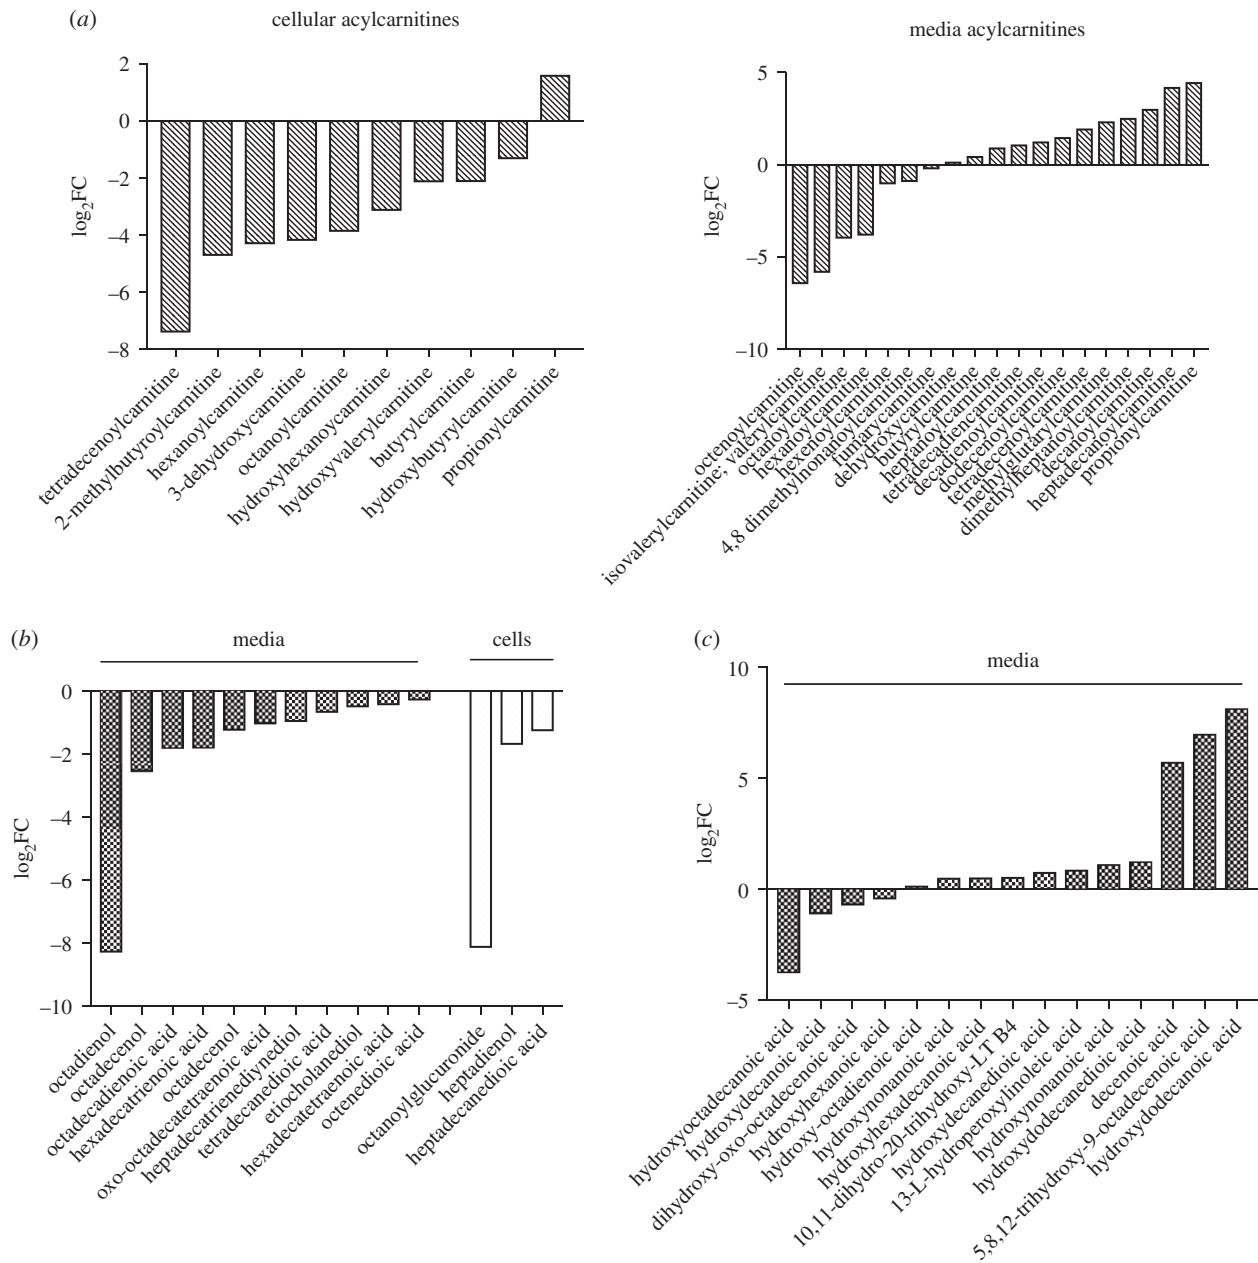 (a)
cellular acylcarnitines
log2FC
2
0
–2
–4
–6
–8
tetradecenoylcarnitine
2-methylbutyroylcarnitine
hexanoylcarnitine
3-dehydroxycarnitine
octanoylcarnitine
hydroxyhexanoycarnitine
hydroxyvalerylcarnitine
butyrylcarnitine
hydroxybutyrylcarnitine
propionylcarnitine
media acylcarnitines
log2FC
5
0
–5
–10
octenoylcarnitine
isovalerylcarnitine; valerylcarnitine
octanoylcarnitine
hexanoylcarnitine
hexenoylcarnitine
4,8 dimethylnonanoylcarnitine
fumarycarnitine
dehydroxycarnitine
butyrylcarnitine
heptanoylcarnitine
tetradecadiencarnitine
decenoylcarnitine
dodecenoylcarnitine
tetradecenoylcarnitine
methylglutarylcarnitine
dimethylheptanoylcarnitine
decanoylcarnitine
heptadecanoylcarnitine
propionylcarnitine
(b)
media
cells
log2FC
0
–2
–4
–6
–8
–10
octadienol
octadecenol
octadecadienoic acid
hexadecatrienoic acid
octadecenol
oxo-octadecatetraenoic acid
heptadecatrienediynediol
tetradecanedioic acid
etiocholanediol
hexadecatetraenoic acid
octenedioic acid
octanoylglucuronide
heptadienol
heptadecanedioic acid
(c)
media
log2FC
10
5
0
–5
hydroxyoctadecanoic acid
hydroxydecanoic acid
dihydroxy-oxo-octadecenoic acid
hydroxyhexanoic acid
hydroxy-octadienoic acid
hydroxynonanoic acid
hydroxyhexadecanoic acid
10,11-dihydro-20-trihydroxy-LT B4
hydroxydecanedioic acid
13-L-hydroperoxylinoleic acid
hydroxynonanoic acid
hydroxydodecanedioic acid
decenoic acid
5,8,12-trihydroxy-9-octadecenoic acid
hydroxydodecanoic acid